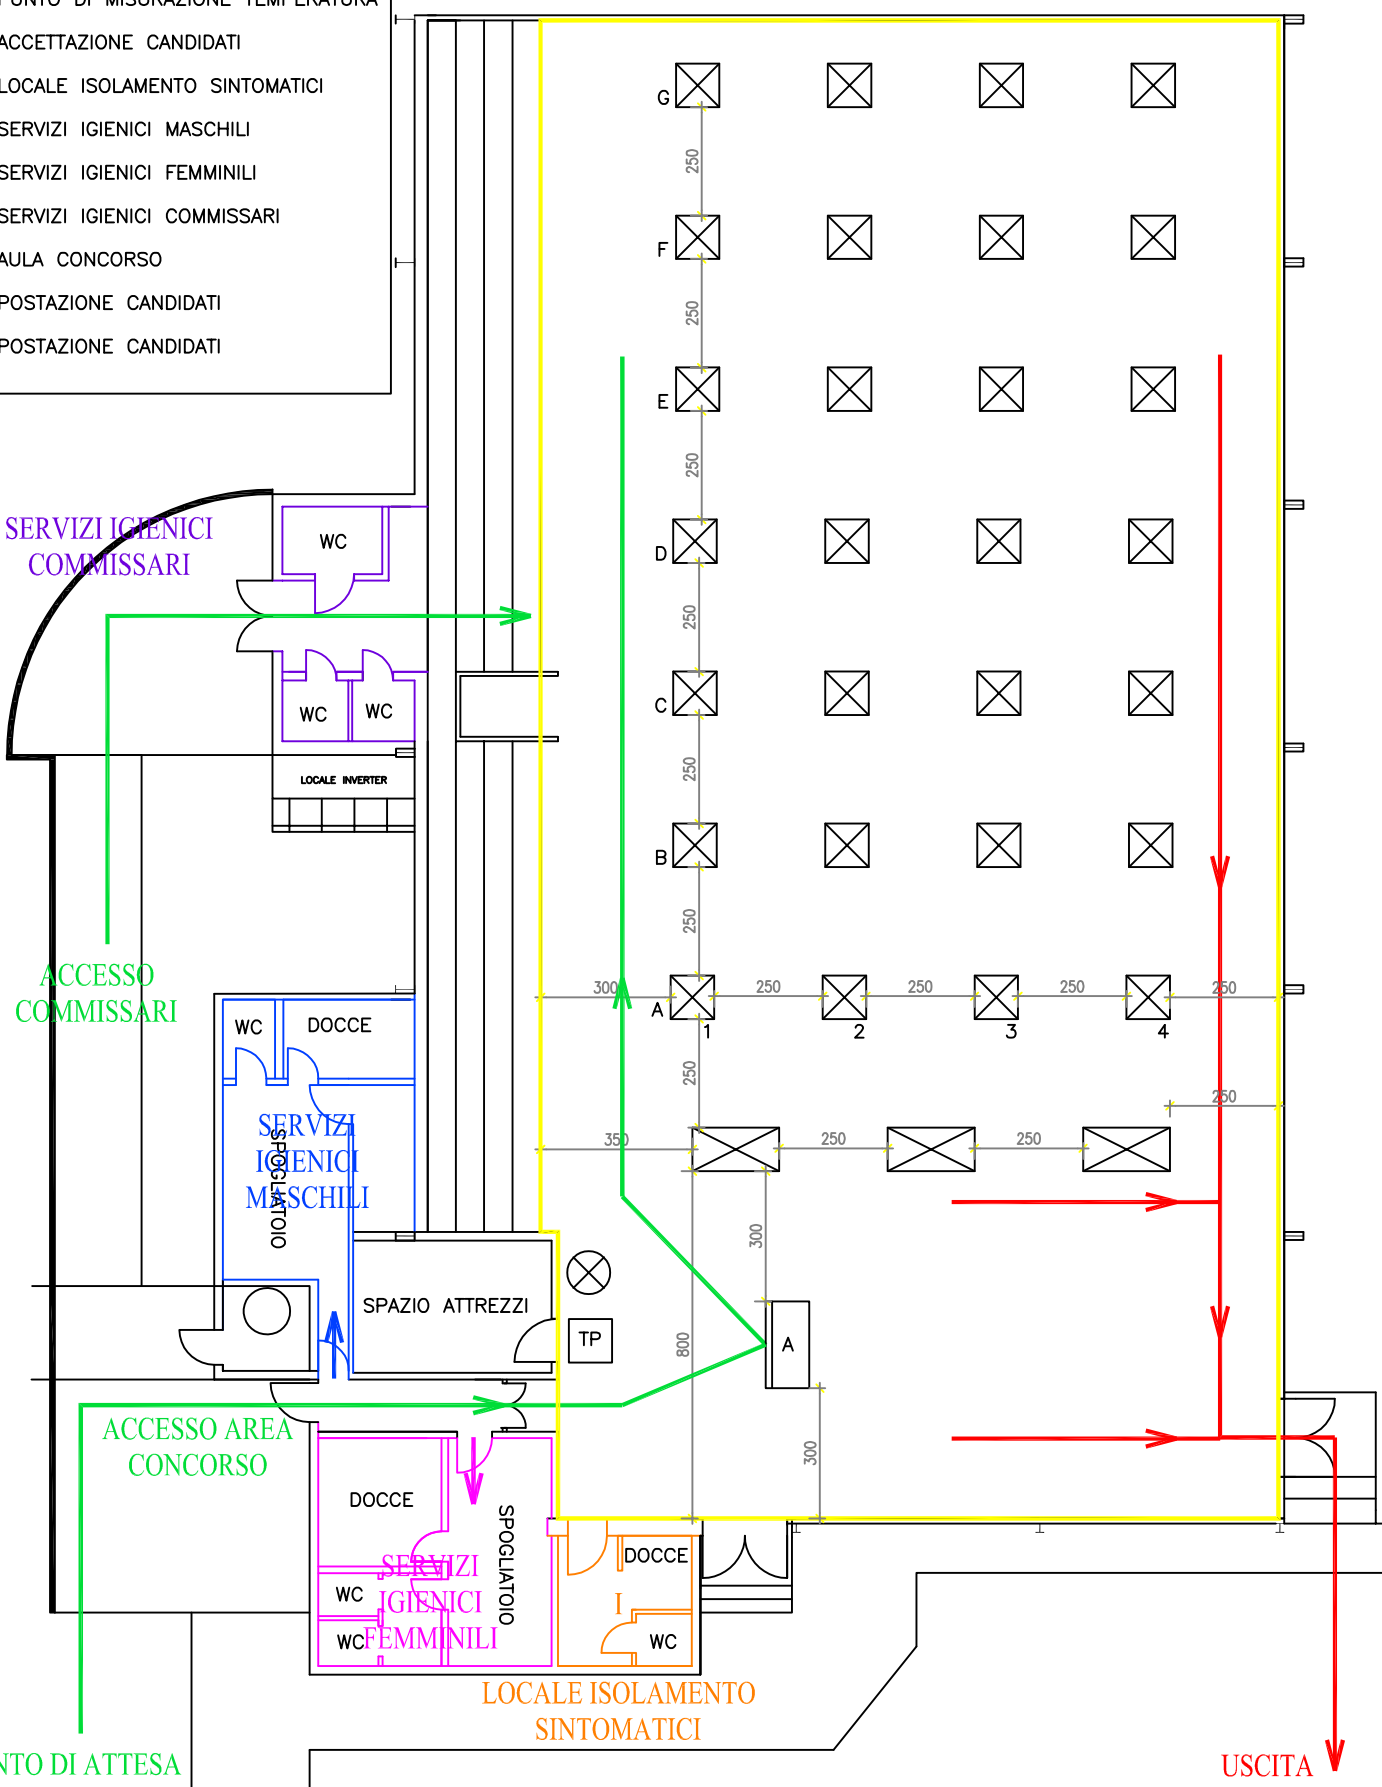 PUNTO DI MISURAZIONE TEMPERATURA
ACCETTAZIONE CANDIDATI
LOCALE ISOLAMENTO SINTOMATICI
SERVIZI IGIENICI MASCHILI
SERVIZI IGIENICI FEMMINILI
SERVIZI IGIENICI COMMISSARI
AULA CONCORSO
POSTAZIONE CANDIDATI
POSTAZIONE CANDIDATI
G
250
F
250
E
250
SERVIZI IGIENICI
COMMISSARI
WC
D
250
WC
WC
C
LOCALE INVERTER
250
B
250
ACCESSO
COMMISSARI
300
250
250
250
250
A
1
2
3
4
WC
DOCCE
250
250
SERVIZI
IGIENICI
MASCHILI
SPOGLIATOIO
350
250
250
300
SPAZIO ATTREZZI
TP
800
A
ACCESSO AREA
CONCORSO
300
DOCCE
SPOGLIATOIO
DOCCE
SERVIZI
IGIENICI
FEMMINILI
WC
I
WC
WC
LOCALE ISOLAMENTO
SINTOMATICI
NTO DI ATTESA
USCITA